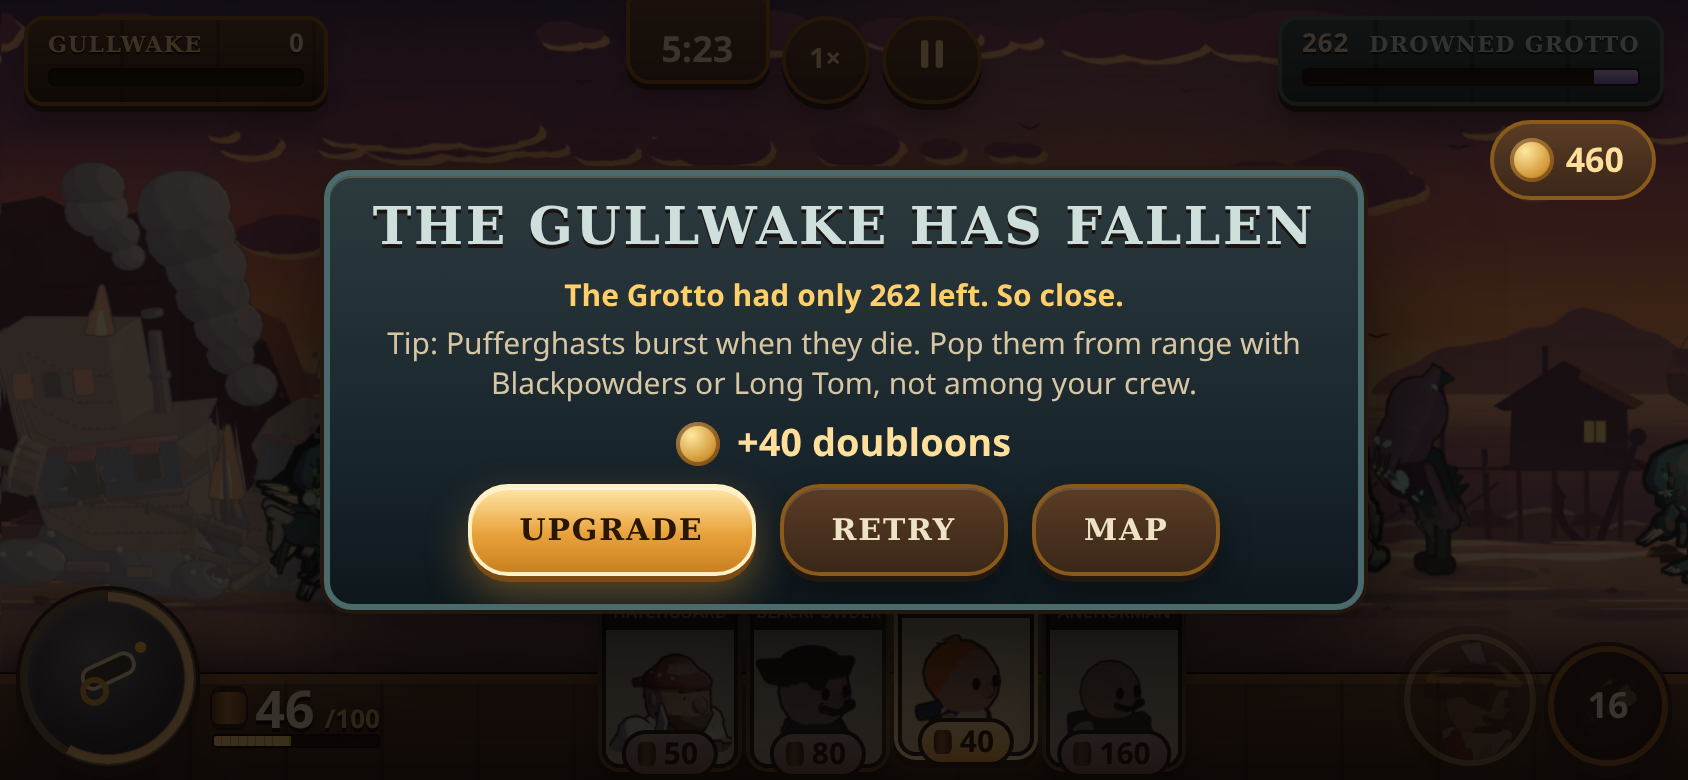 GULLWAKE 0
5:23
1×
262 DROWNED GROTTO
460
THE GULLWAKE HAS FALLEN
The Grotto had only 262 left. So close.
Tip: Pufferghasts burst when they die. Pop them from range with
Blackpowders or Long Tom, not among your crew.
+40 doubloons
UPGRADE
RETRY
MAP
BLACKPOWDER
ANCHORMAN
46 /100
50
80
40
160
16